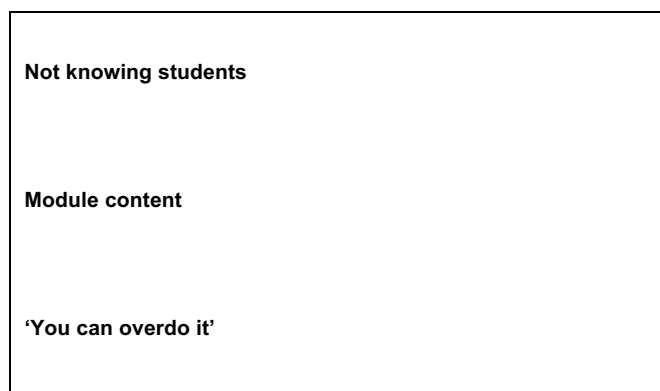 Not knowing students
Module content
‘You can overdo it’